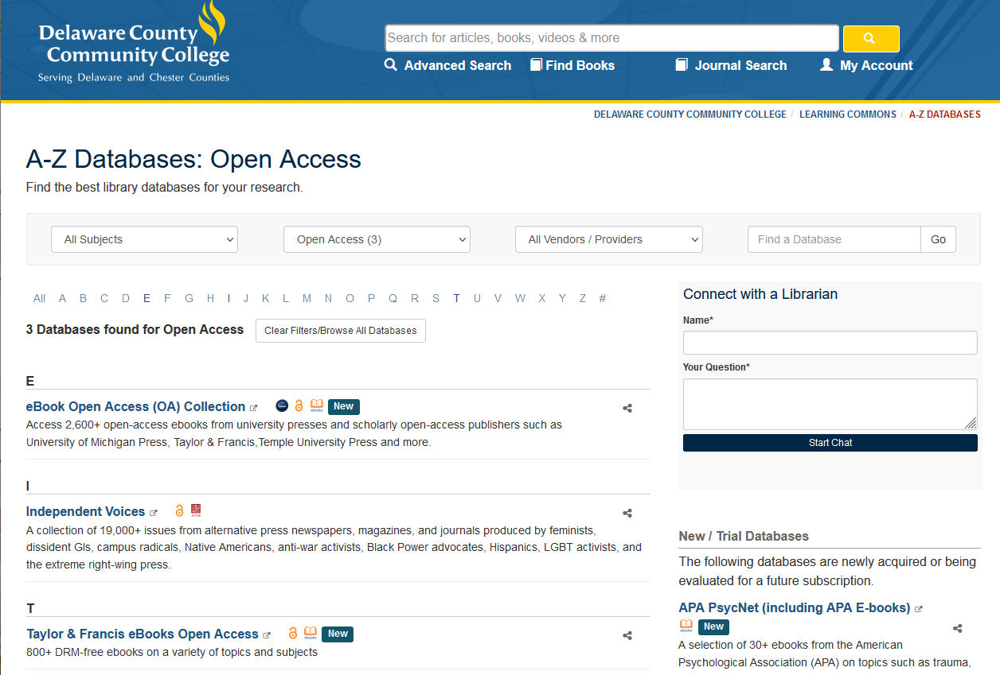 Delaware County
Community College
Serving Delaware and Chester Counties
Search for articles, books, videos & more
Advanced Search Find Books Journal Search My Account
DELAWARE COUNTY COMMUNITY COLLEGE / LEARNING COMMONS / A-Z DATABASES
A-Z Databases: Open Access
Find the best library databases for your research.
All Subjects Open Access (3) All Vendors / Providers Find a Database Go
All A B C D E F G H I J K L M N O P Q R S T U V W X Y Z #
3 Databases found for Open Access Clear Filters/Browse All Databases
E
eBook Open Access (OA) Collection ebooks New
Access 2,600+ open-access ebooks from university presses and scholarly open-access publishers such as
University of Michigan Press, Taylor & Francis,Temple University Press and more.
I
Independent Voices
A collection of 19,000+ issues from alternative press newspapers, magazines, and journals produced by feminists,
dissident GIs, campus radicals, Native Americans, anti-war activists, Black Power advocates, Hispanics, LGBT activists, and
the extreme right-wing press.
T
Taylor & Francis eBooks Open Access ebooks New
800+ DRM-free ebooks on a variety of topics and subjects
Connect with a Librarian
Name*
Your Question*
Start Chat
New / Trial Databases
The following databases are newly acquired or being
evaluated for a future subscription.
APA PsycNet (including APA E-books)
ebooks New
A selection of 30+ ebooks from the American
Psychological Association (APA) on topics such as trauma,